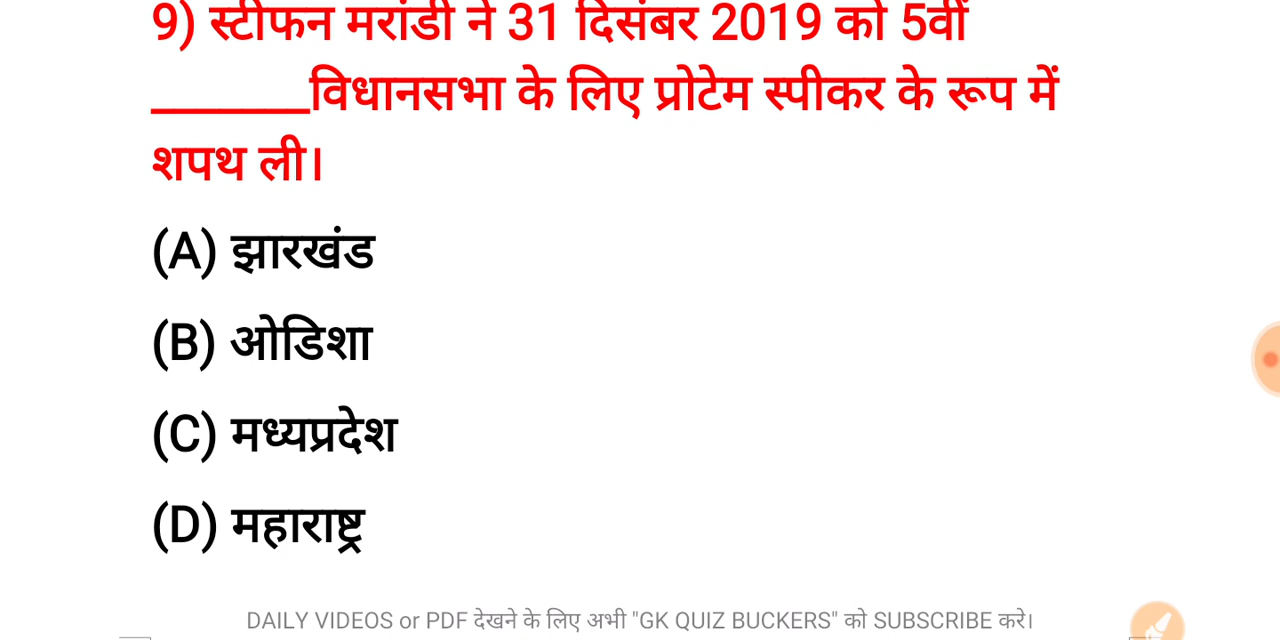 9) स्टीफन मरांडी ने 31 दिसंबर 2019 को 5वीं
_______विधानसभा के लिए प्रोटेम स्पीकर के रूप में
शपथ ली।
(A) झारखंड
(B) ओडिशा
(C) मध्यप्रदेश
(D) महाराष्ट्र
DAILY VIDEOS or PDF देखने के लिए अभी "GK QUIZ BUCKERS" को SUBSCRIBE करे।